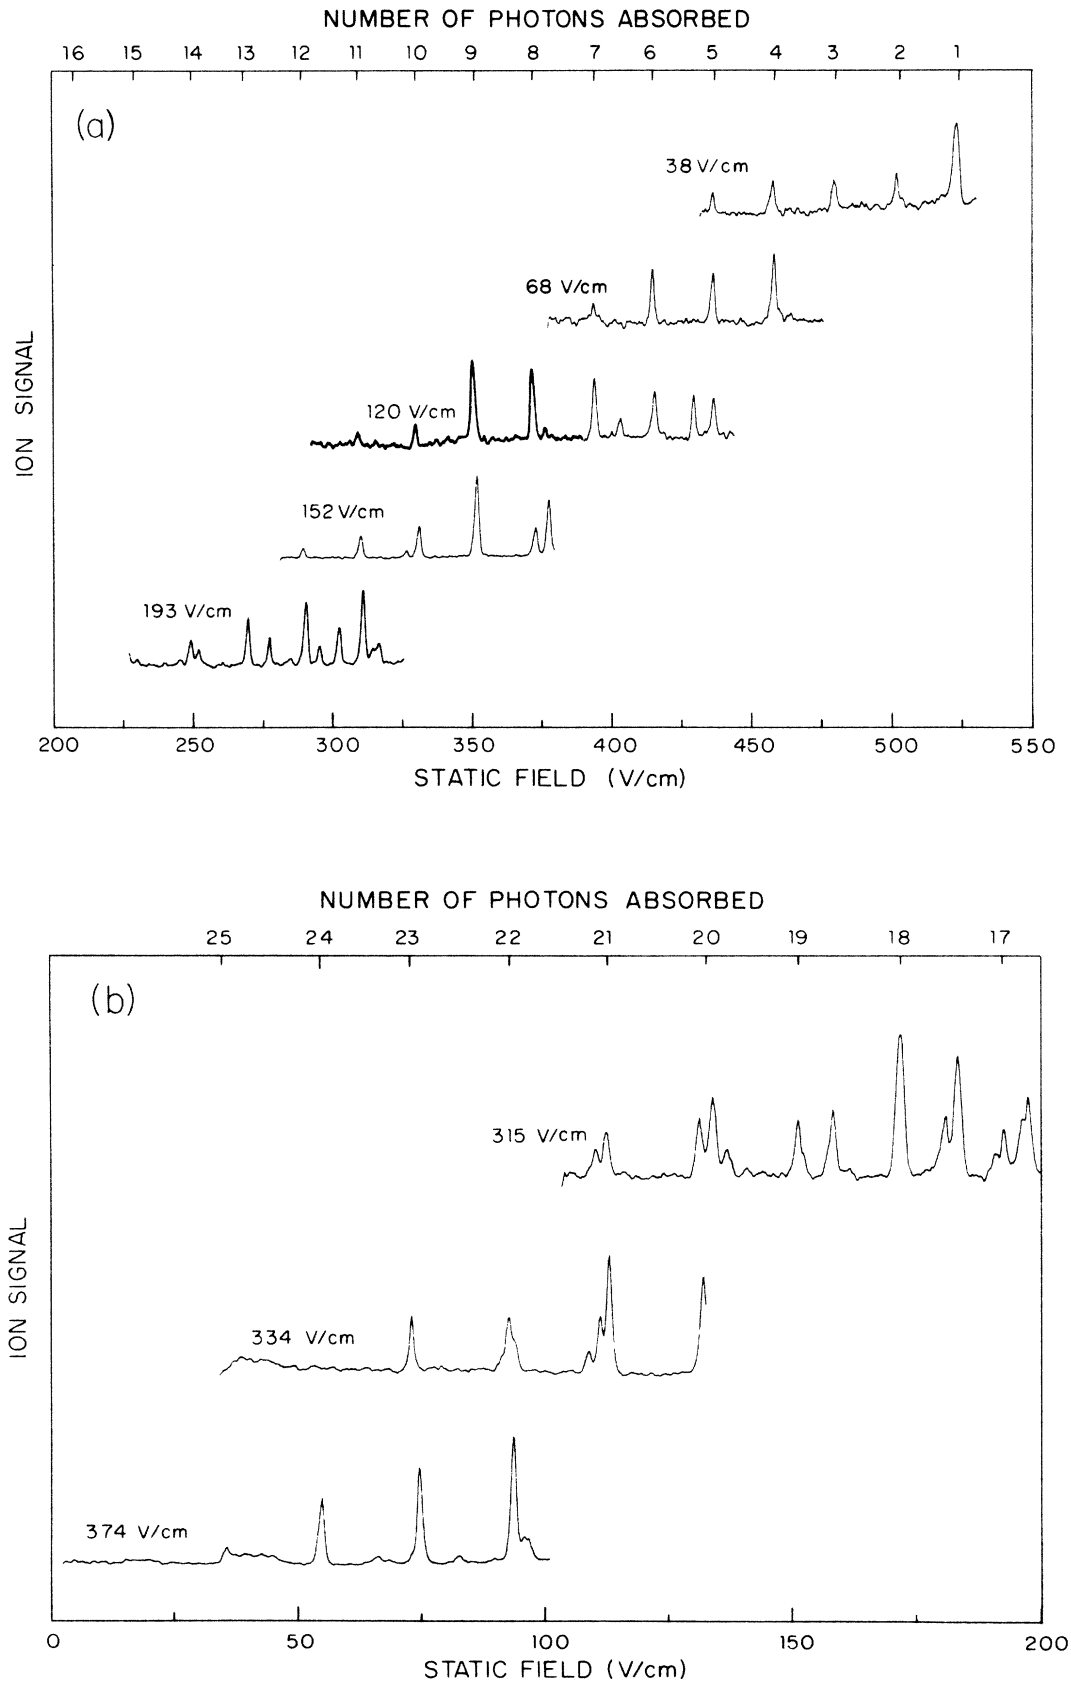 NUMBER OF PHOTONS ABSORBED
16 15 14 13 12 11 10 9 8 7 6 5 4 3 2 1
(a)
38 V/cm
68 V/cm
120 V/cm
152 V/cm
193 V/cm
ION SIGNAL
200 250 300 350 400 450 500 550
STATIC FIELD (V/cm)
NUMBER OF PHOTONS ABSORBED
25 24 23 22 21 20 19 18 17
(b)
315 V/cm
334 V/cm
374 V/cm
ION SIGNAL
0 50 100 150 200
STATIC FIELD (V/cm)